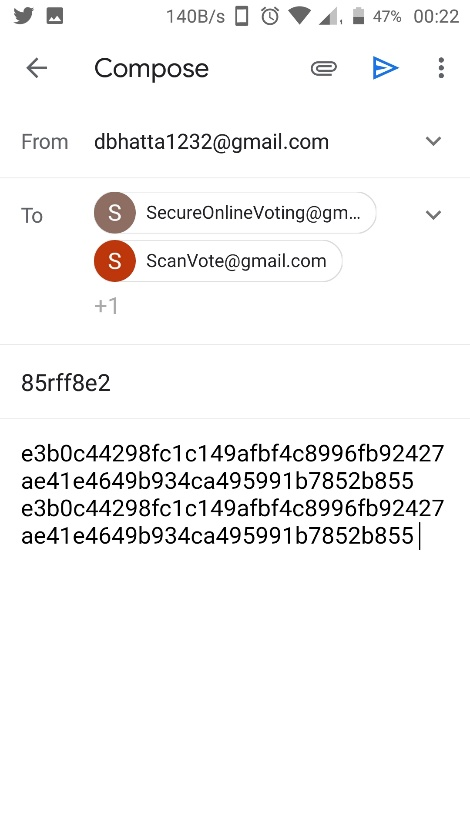 140B/s 47% 00:22
Compose
From dbhatta1232@gmail.com
To S SecureOnlineVoting@gm...
S ScanVote@gmail.com
+1
85rff8e2
e3b0c44298fc1c149afbf4c8996fb92427
ae41e4649b934ca495991b7852b855
e3b0c44298fc1c149afbf4c8996fb92427
ae41e4649b934ca495991b7852b855